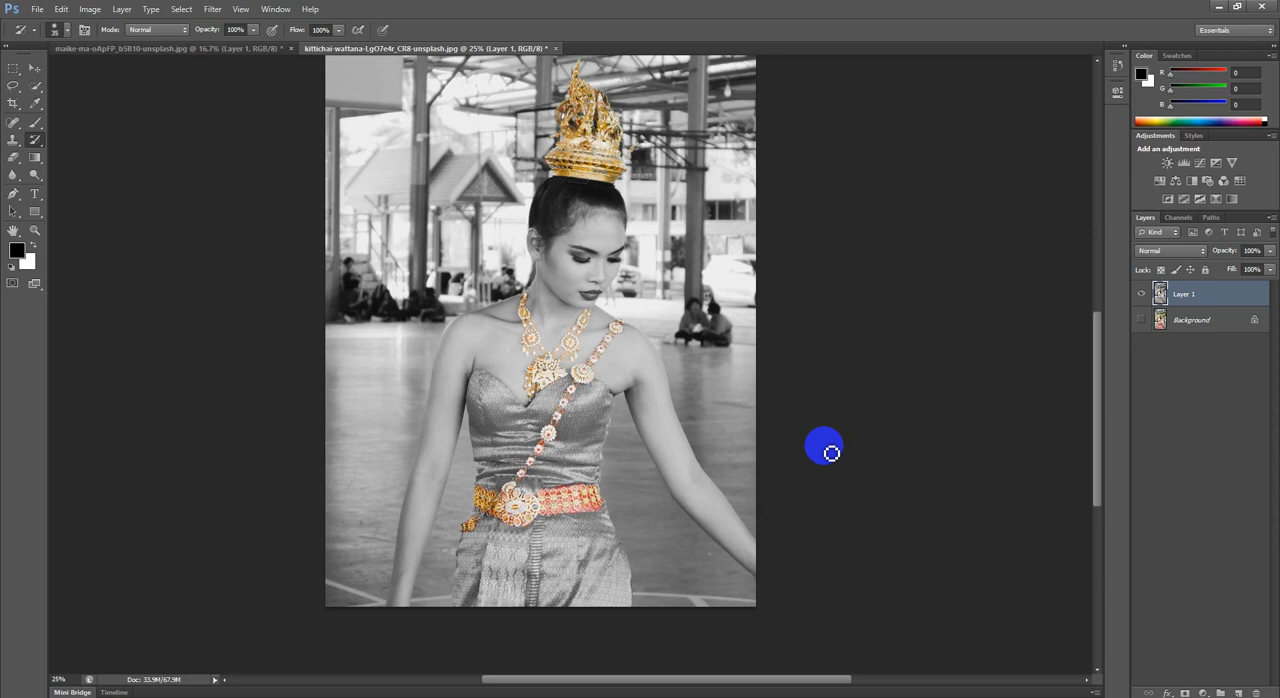 Ps File Edit Image Layer Type Select Filter View Window Help
35 Mode: Normal Opacity: 100% Flow: 100% Essentials
maike-ma-oApFP_b5B10-unsplash.jpg @ 16.7% (Layer 1, RGB/8) * × kittichai-wattana-LgO7e4r_CR8-unsplash.jpg @ 25% (Layer 1, RGB/8) * ×
Color Swatches
R 0
G 0
B 0
Adjustments Styles
Add an adjustment
Layers Channels Paths
Kind
Normal Opacity: 100%
Lock: Fill: 100%
Layer 1
Background
25% Doc: 33.9M/67.9M
Mini Bridge Timeline